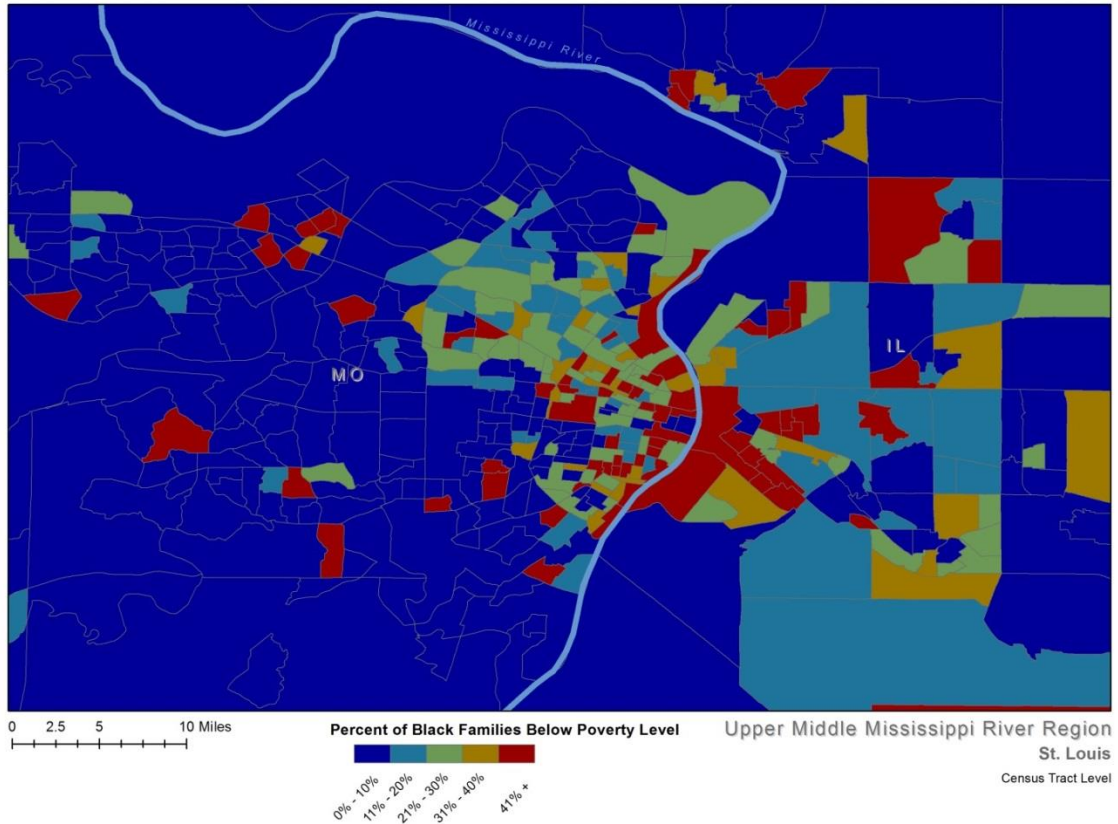 Mississippi River
MO
IL
0 2.5 5 10 Miles
Percent of Black Families Below Poverty Level
0% - 10%
11% - 20%
21% - 30%
31% - 40%
41% +
Upper Middle Mississippi River Region
St. Louis
Census Tract Level